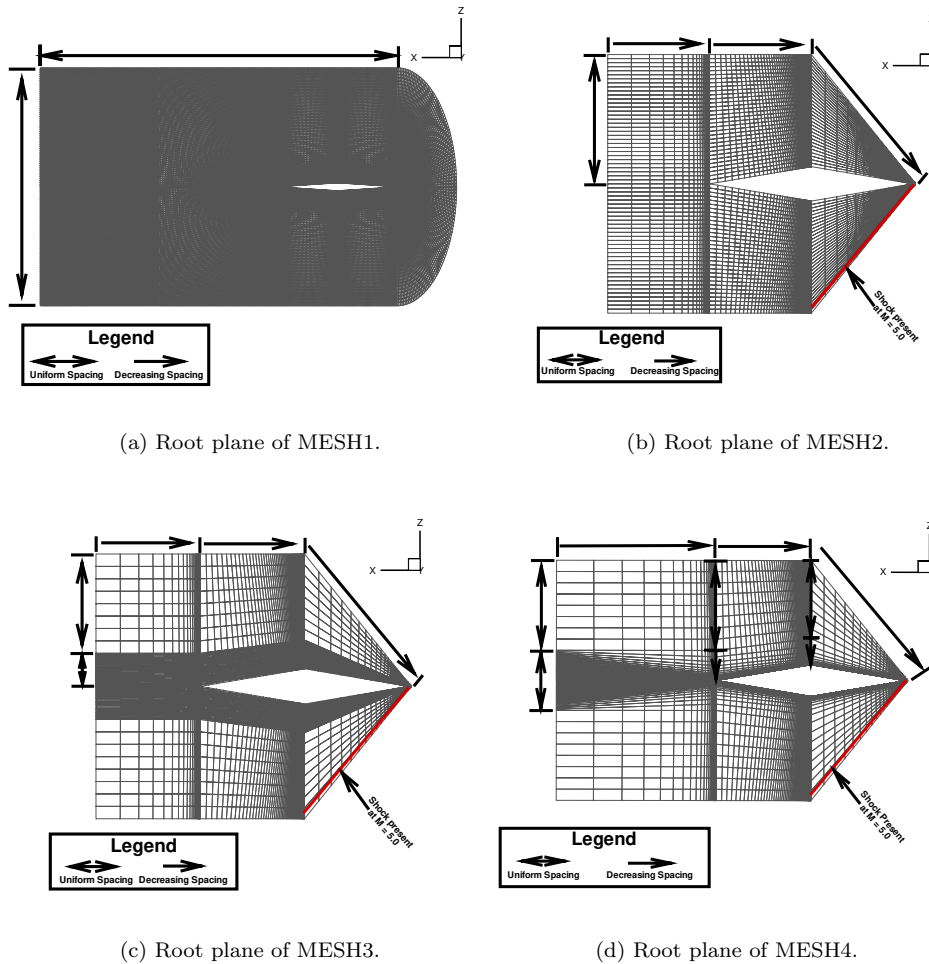 Z
X
Y
Legend
Uniform Spacing Decreasing Spacing
(a) Root plane of MESH1.
X
Shock present
at M = 5.0
Legend
Uniform Spacing Decreasing Spacing
(b) Root plane of MESH2.
Z
X
Y
Shock present
at M = 5.0
Legend
Uniform Spacing Decreasing Spacing
(c) Root plane of MESH3.
Z
X
Shock Present
at M = 5.0
Legend
Uniform Spacing Decreasing Spacing
(d) Root plane of MESH4.